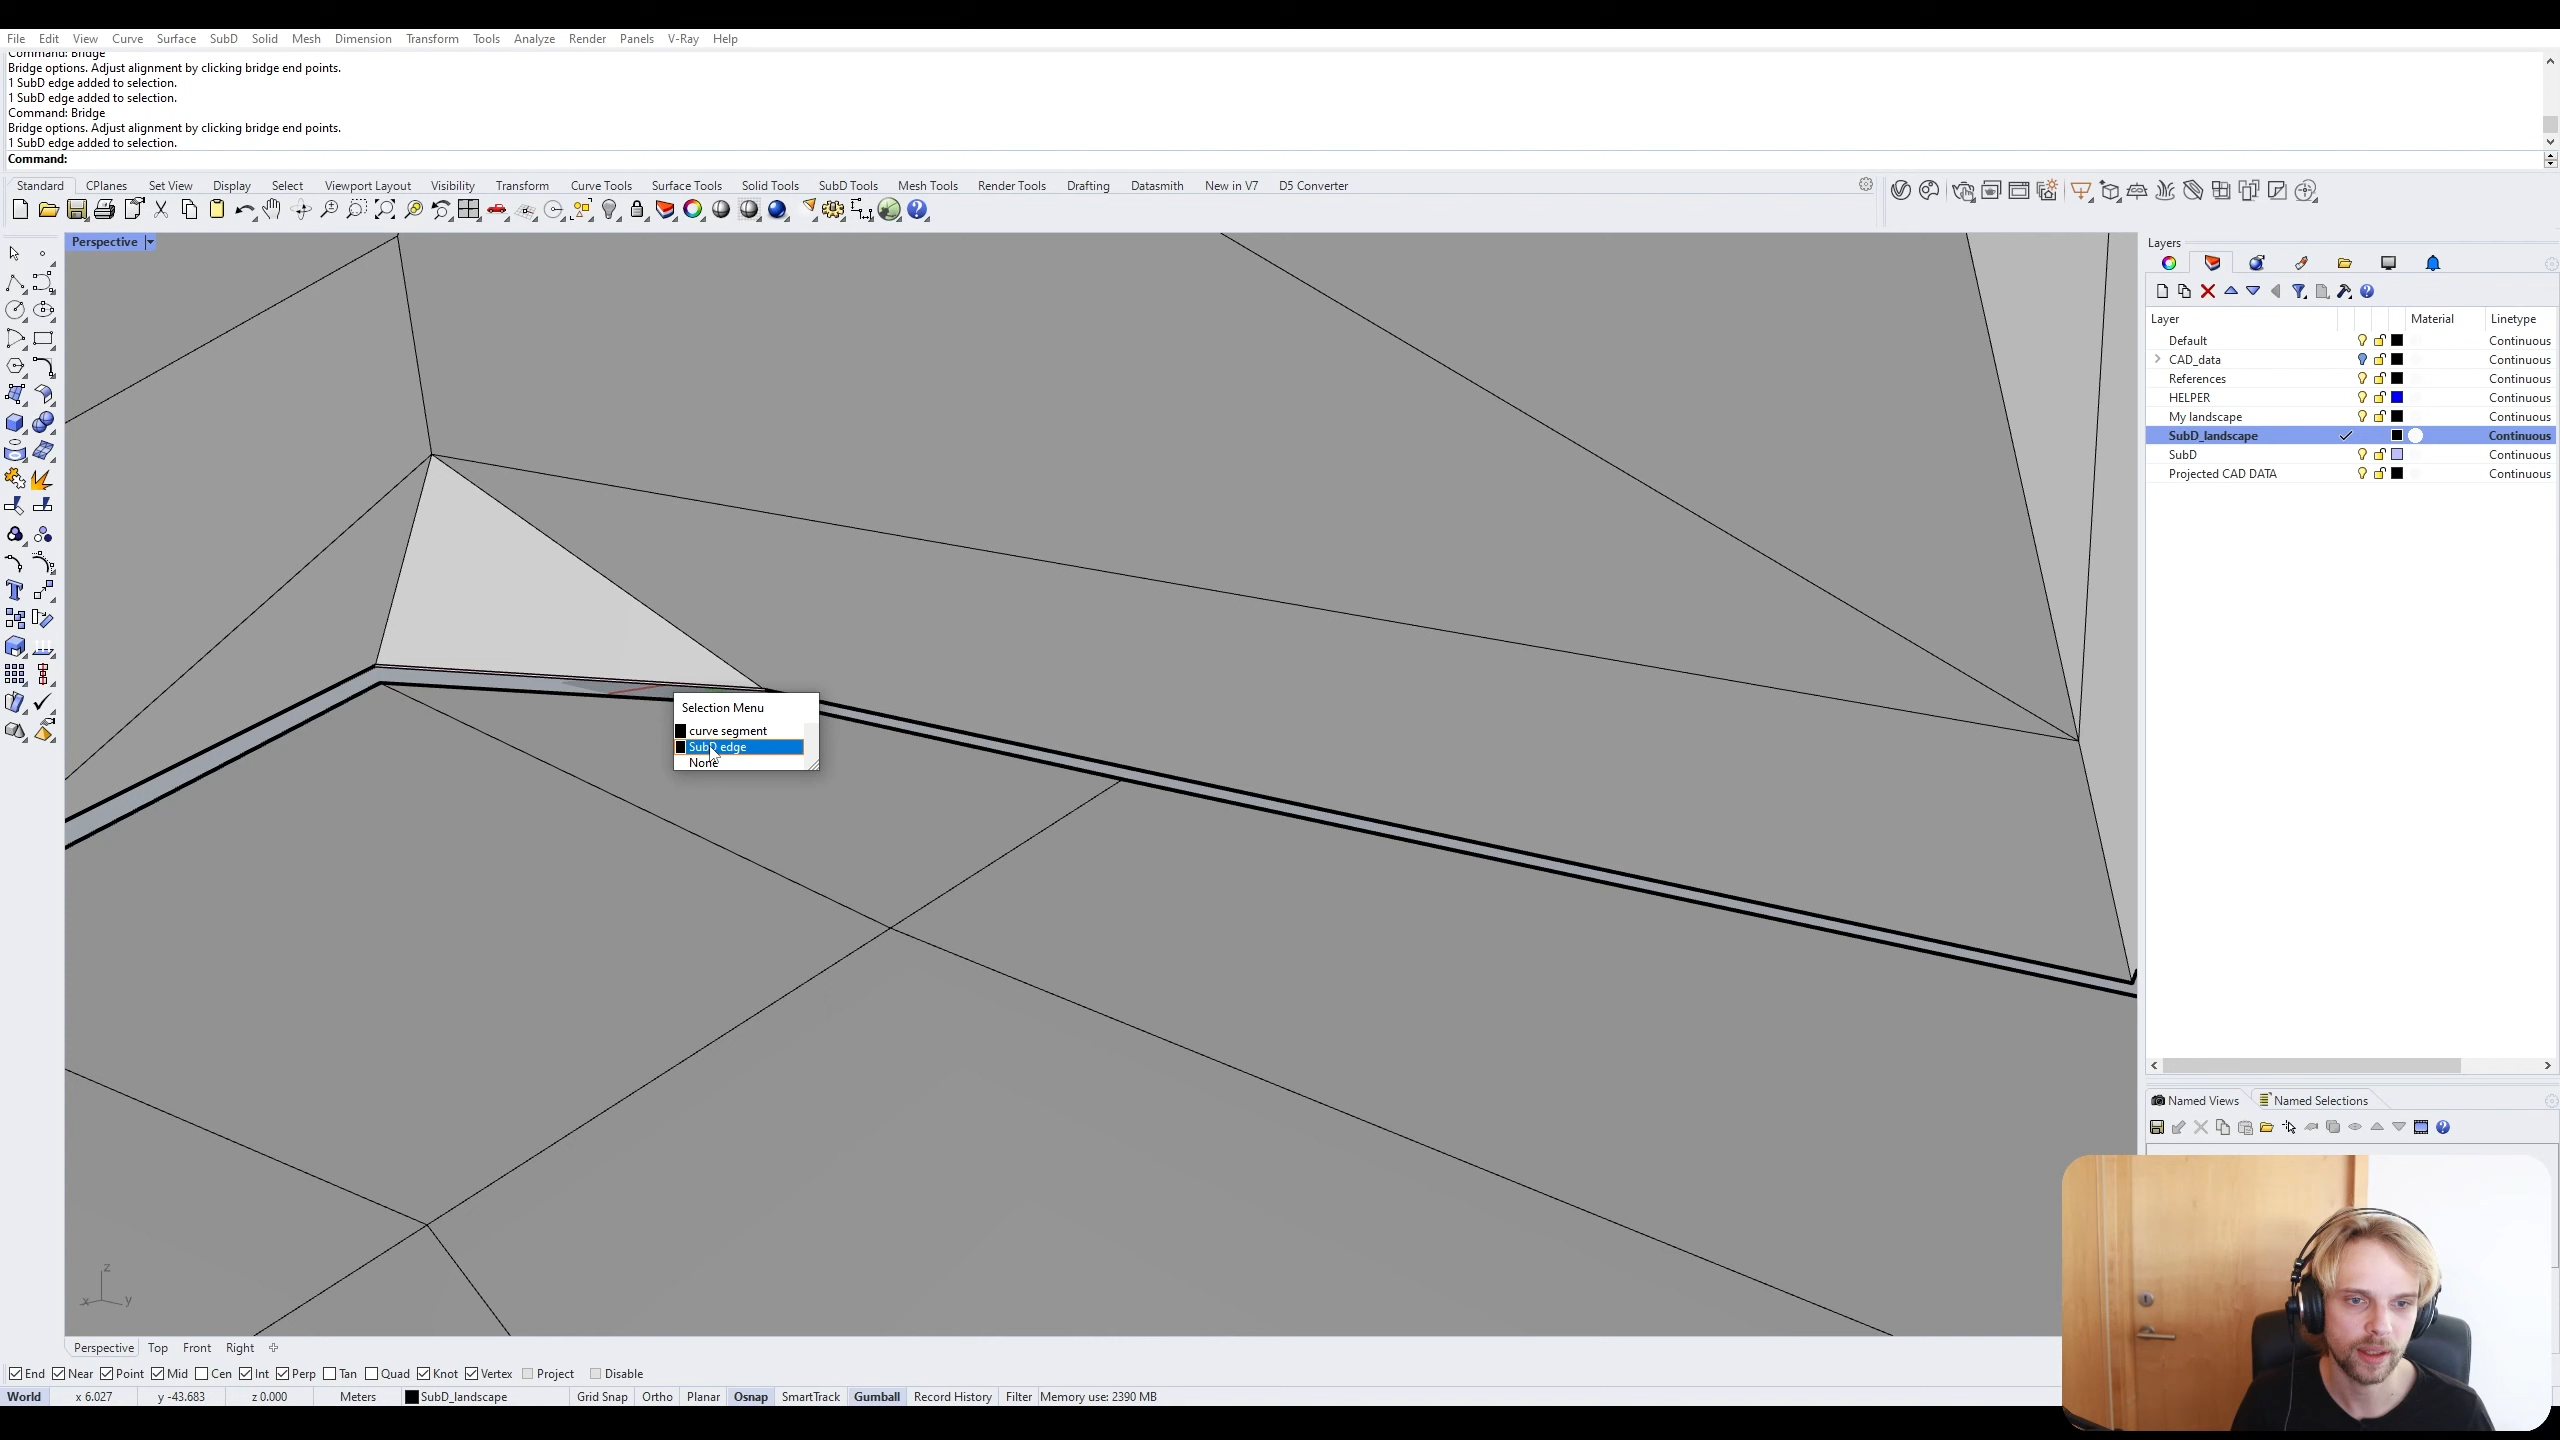 File Edit View Curve Surface SubD Solid Mesh Dimension Transform Tools Analyze Render Panels V-Ray Help
Command: Bridge
Bridge options. Adjust alignment by clicking bridge end points.
1 SubD edge added to selection.
1 SubD edge added to selection.
Command: Bridge
Bridge options. Adjust alignment by clicking bridge end points.
1 SubD edge added to selection.
Command:
Standard CPlanes Set View Display Select Viewport Layout Visibility Transform Curve Tools Surface Tools Solid Tools SubD Tools Mesh Tools Render Tools Drafting Datasmith New in V7 D5 Converter
Perspective
Layers
Layer Material Linetype
Default Continuous
CAD_data Continuous
References Continuous
HELPER Continuous
My landscape Continuous
SubD_landscape Continuous
SubD Continuous
Projected CAD DATA Continuous
Selection Menu
curve segment
SubD edge
None
Named Views Named Selections
z
x y
Perspective Top Front Right
End Near Point Mid Cen Int Perp Tan Quad Knot Vertex Project Disable
World x 6.027 y -43.683 z 0.000 Meters SubD_landscape Grid Snap Ortho Planar Osnap SmartTrack Gumball Record History Filter Memory use: 2390 MB